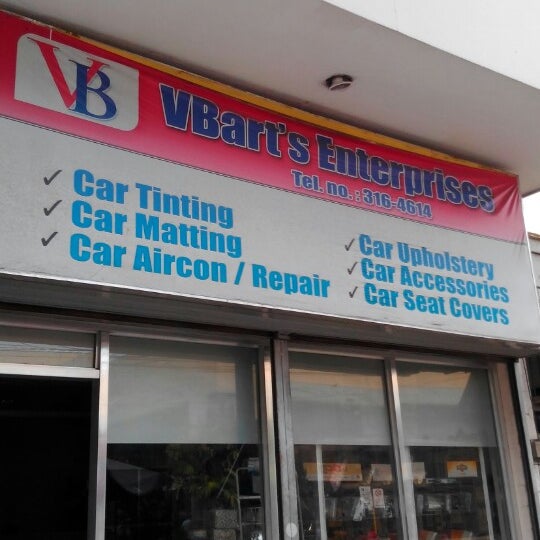 VB
VBart's Enterprises
Tel. no. : 316-4614
✓ Car Tinting
✓ Car Matting
✓ Car Aircon / Repair
✓ Car Upholstery
✓ Car Accessories
✓ Car Seat Covers